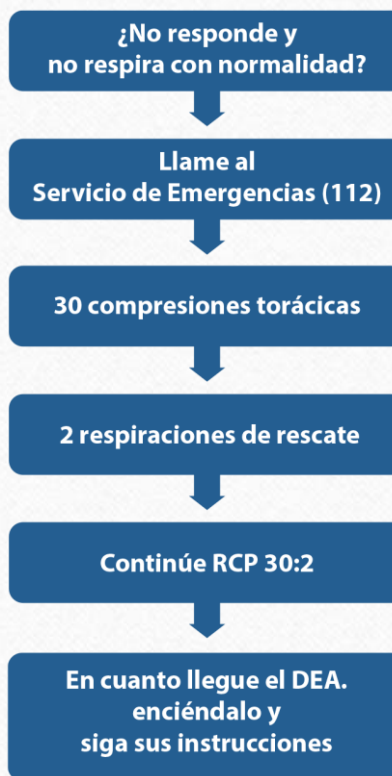 ¿No responde y
no respira con normalidad?
Llame al
Servicio de Emergencias (112)
30 compresiones torácicas
2 respiraciones de rescate
Continúe RCP 30:2
En cuanto llegue el DEA.
enciéndalo y
siga sus instrucciones